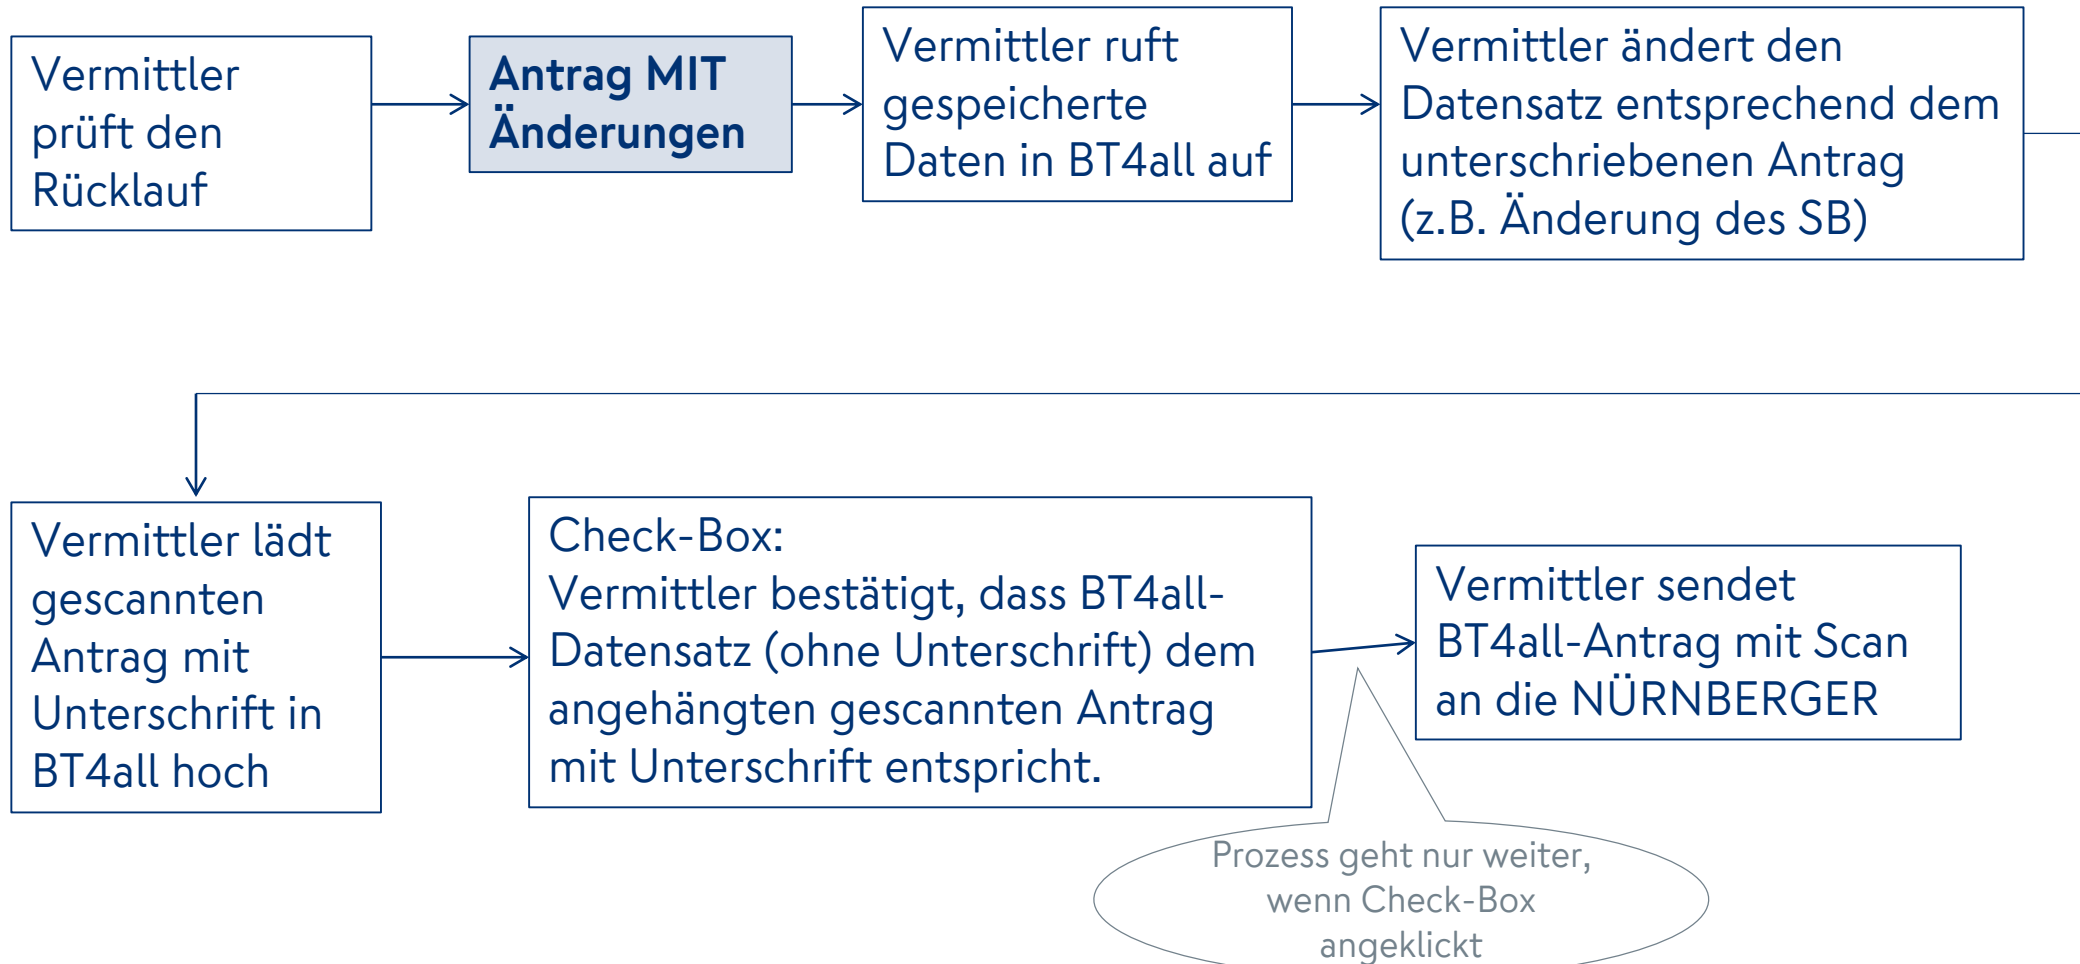 Vermittler
prüft den
Rücklauf
Antrag MIT
Änderungen
Vermittler ruft
gespeicherte
Daten in BT4all auf
Vermittler ändert den
Datensatz entsprechend dem
unterschriebenen Antrag
(z.B. Änderung des SB)
Vermittler lädt
gescannten
Antrag mit
Unterschrift in
BT4all hoch
Check-Box:
Vermittler bestätigt, dass BT4all-
Datensatz (ohne Unterschrift) dem
angehängten gescannten Antrag
mit Unterschrift entspricht.
Vermittler sendet
BT4all-Antrag mit Scan
an die NÜRNBERGER
Prozess geht nur weiter,
wenn Check-Box
angeklickt